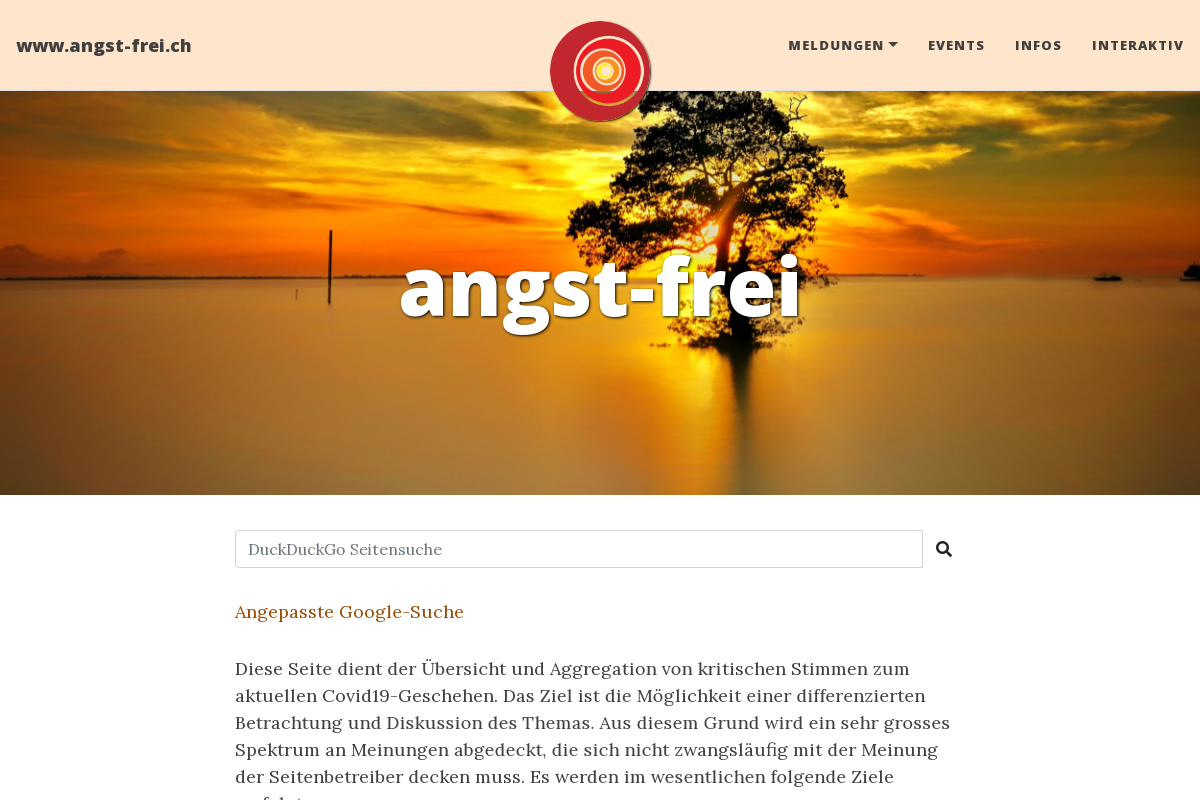 www.angst-frei.ch
MELDUNGEN
EVENTS
INFOS
INTERAKTIV
angst-frei
DuckDuckGo Seitensuche
Angepasste Google-Suche
Diese Seite dient der Übersicht und Aggregation von kritischen Stimmen zum
aktuellen Covid19-Geschehen. Das Ziel ist die Möglichkeit einer differenzierten
Betrachtung und Diskussion des Themas. Aus diesem Grund wird ein sehr grosses
Spektrum an Meinungen abgedeckt, die sich nicht zwangsläufig mit der Meinung
der Seitenbetreiber decken muss. Es werden im wesentlichen folgende Ziele